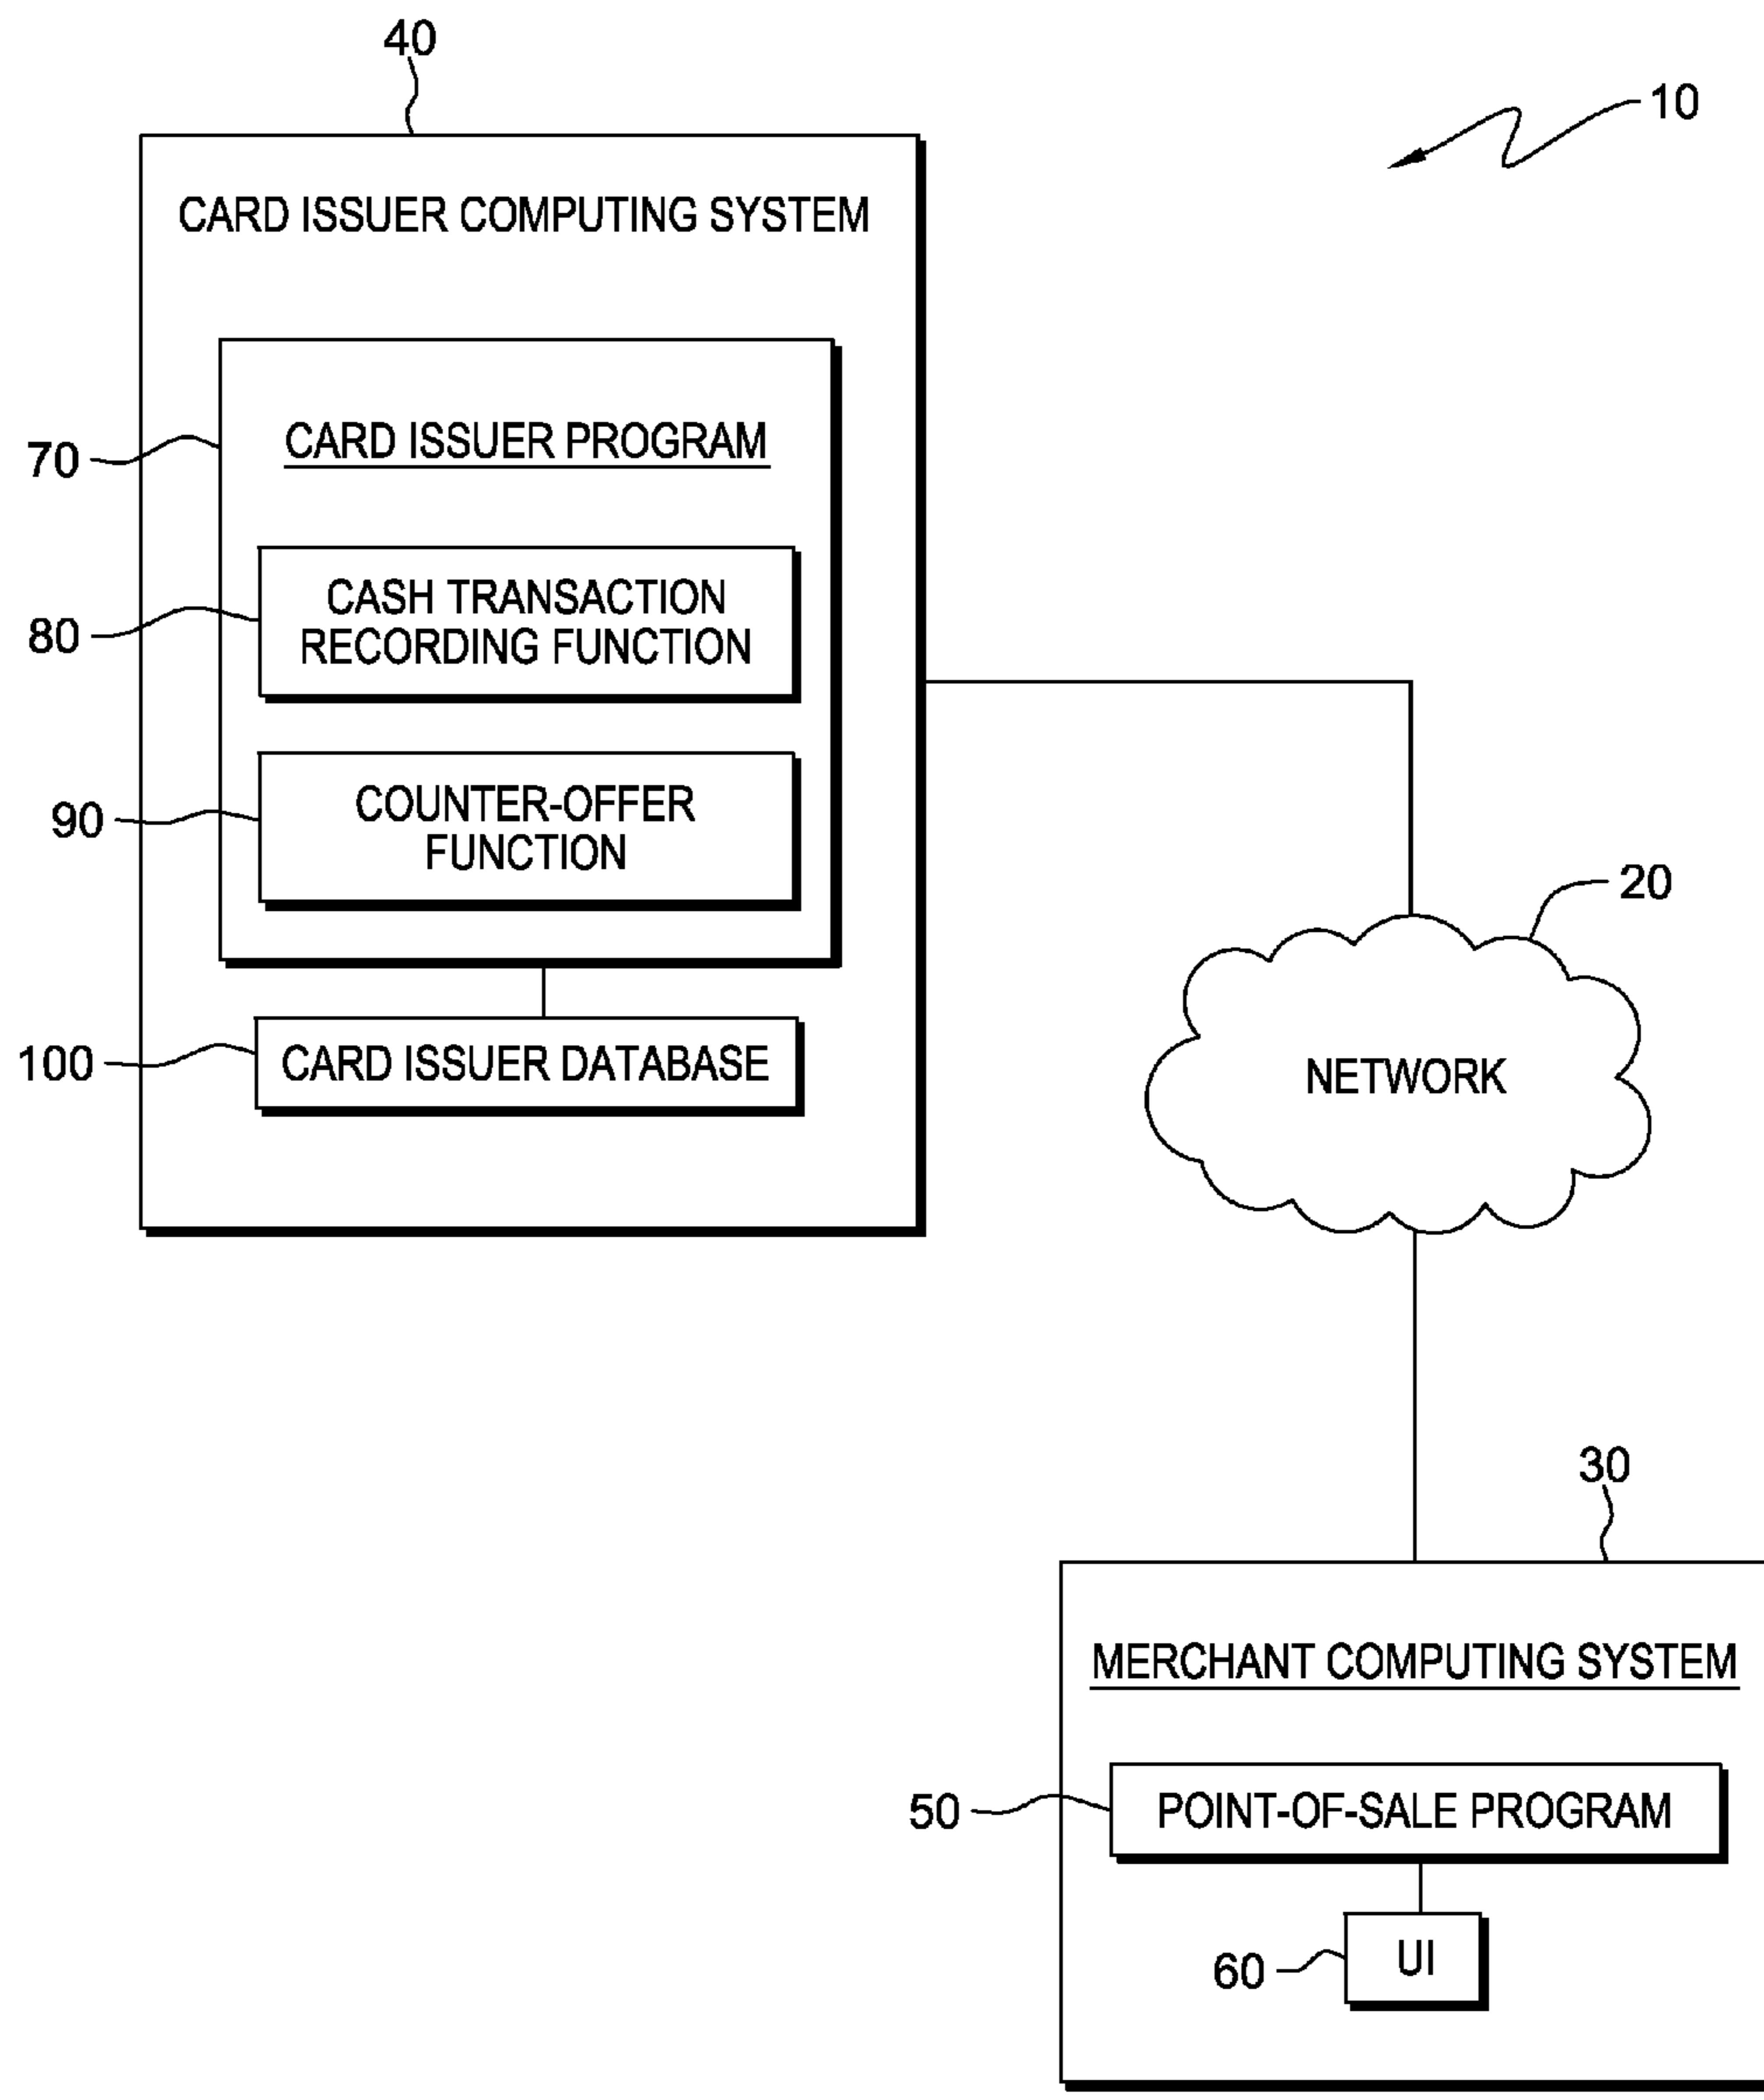 40
10
CARD ISSUER COMPUTING SYSTEM
70
CARD ISSUER PROGRAM
80
CASH TRANSACTION
RECORDING FUNCTION
90
COUNTER-OFFER
FUNCTION
20
100
CARD ISSUER DATABASE
NETWORK
30
MERCHANT COMPUTING SYSTEM
50
POINT-OF-SALE PROGRAM
60
UI